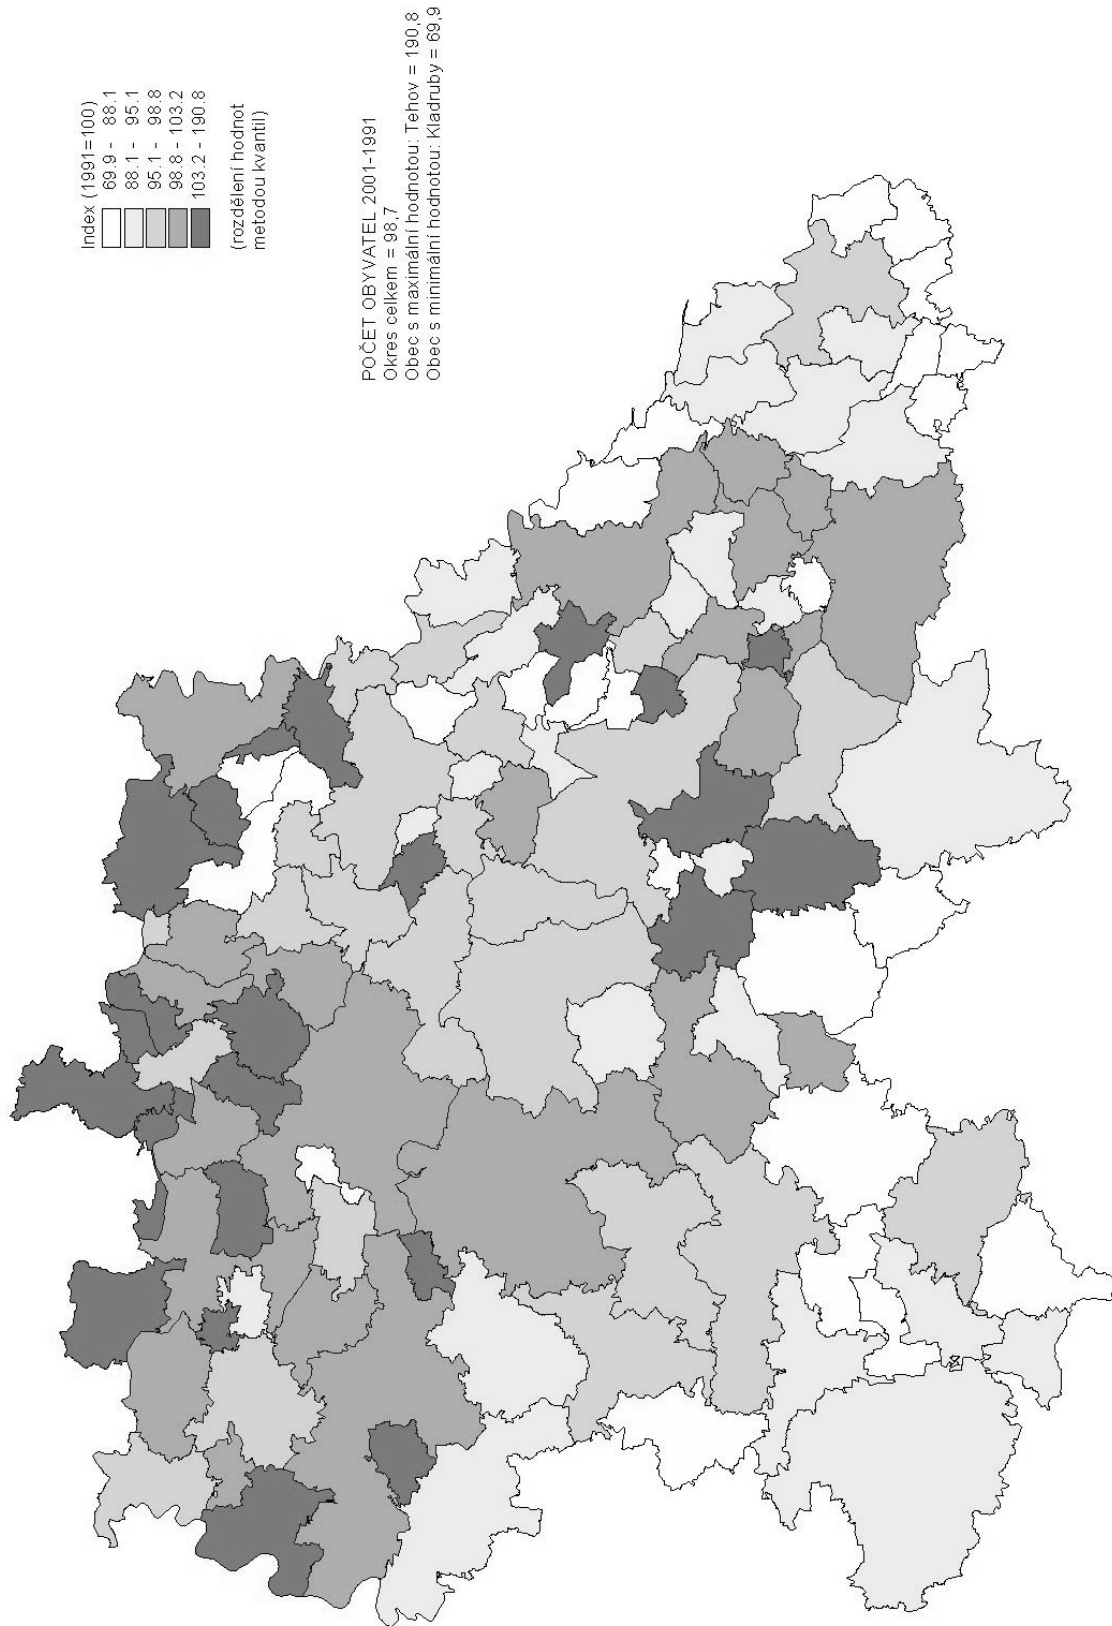 Index (1991=100)
69.9 - 88.1
88.1 - 95.1
95.1 - 98.8
98.8 - 103.2
103.2 - 190.8
(rozdělení hodnot
metodou kvantil)
POČET OBYVATEL 2001-1991
Okres celkem = 98,7
Obec s maximální hodnotou: Tehov = 190,8
Obec s minimální hodnotou: Kladruby = 69,9